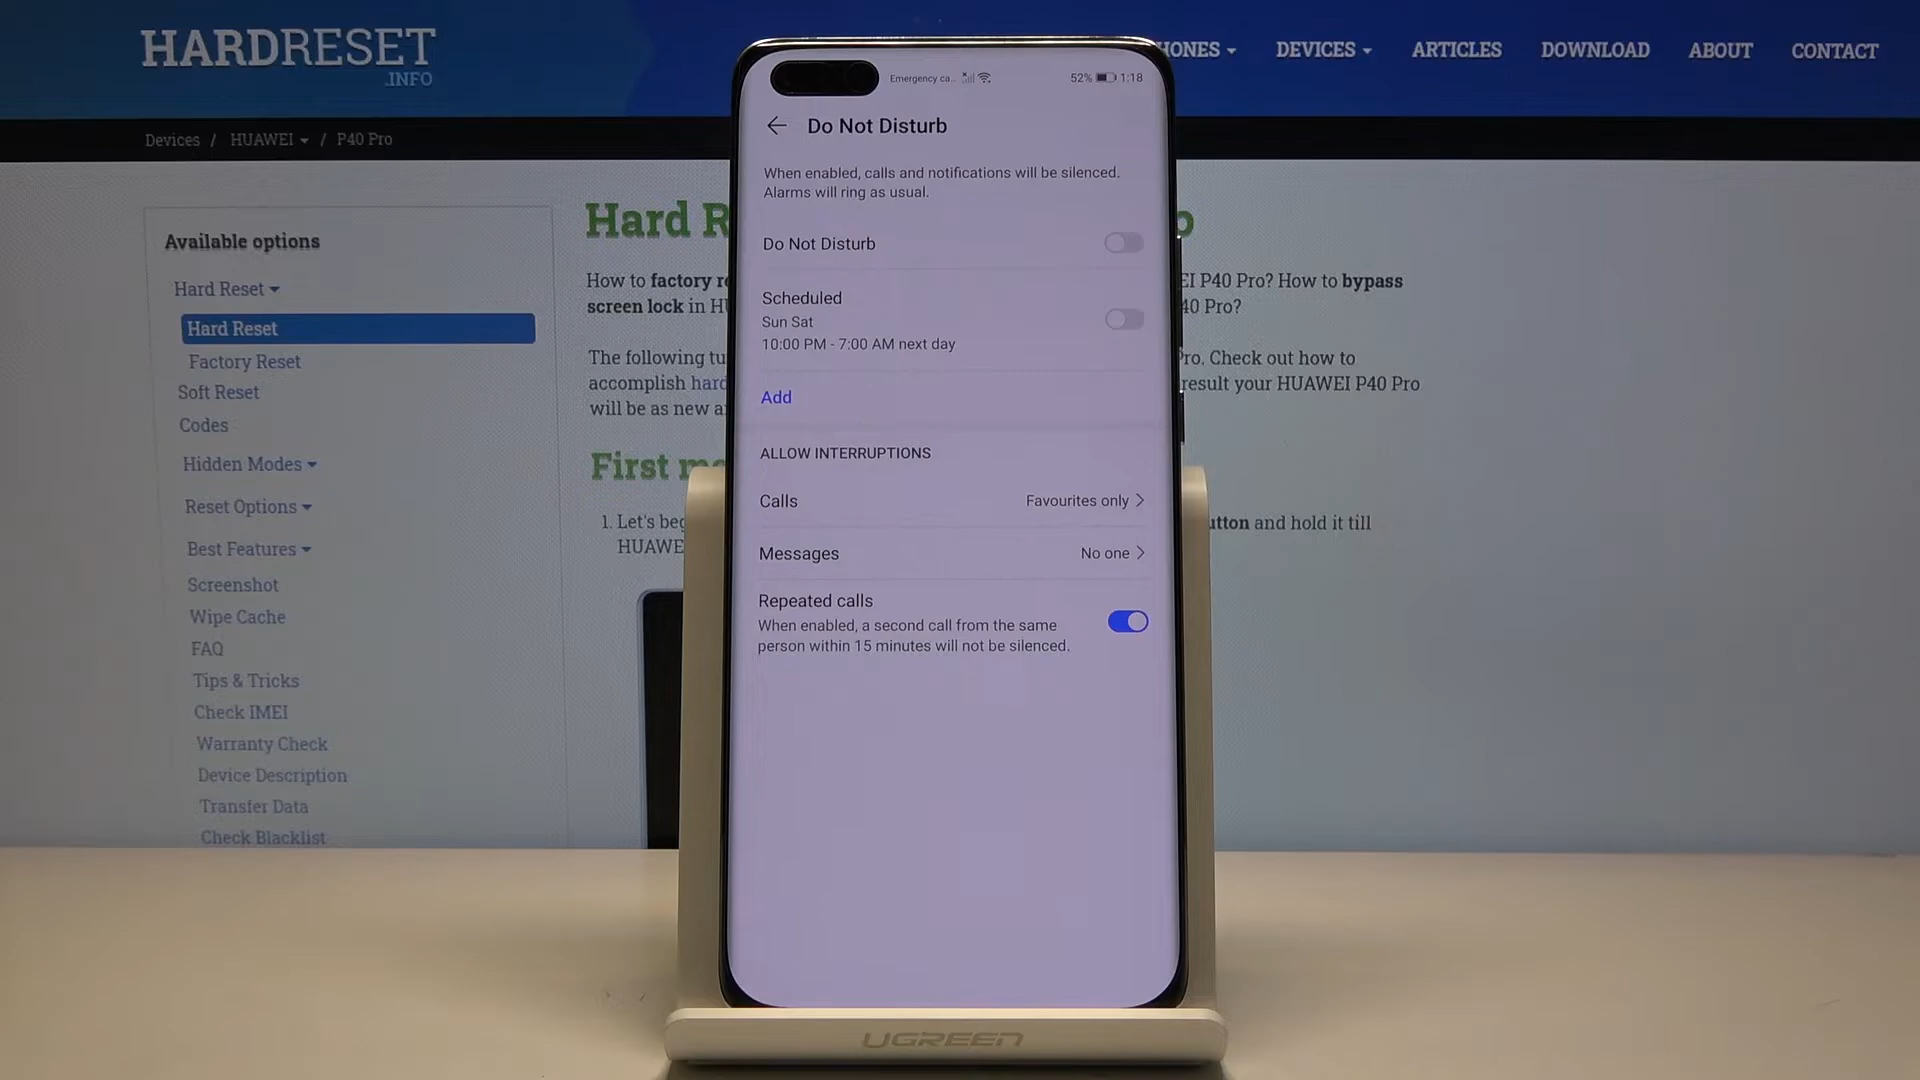 HARDRESET
.INFO
HONES
DEVICES
ARTICLES
DOWNLOAD
ABOUT
CONTACT
Devices / HUAWEI / P40 Pro
Available options
Hard Reset
Hard Reset
Factory Reset
Soft Reset
Codes
Hidden Modes
Reset Options
Best Features
Screenshot
Wipe Cache
FAQ
Tips & Tricks
Check IMEI
Warranty Check
Device Description
Transfer Data
Check Blacklist
Hard R
o
How to factory re
EI P40 Pro? How to bypass
screen lock in H
40 Pro?
The following tu
Pro. Check out how to
accomplish hard
result your HUAWEI P40 Pro
will be as new a
First m
1. Let's beg
utton and hold it till
HUAWE
Emergency ca...
52% 1:18
Do Not Disturb
When enabled, calls and notifications will be silenced.
Alarms will ring as usual.
Do Not Disturb
Scheduled
Sun Sat
10:00 PM - 7:00 AM next day
Add
ALLOW INTERRUPTIONS
Calls
Favourites only
Messages
No one
Repeated calls
When enabled, a second call from the same
person within 15 minutes will not be silenced.
UGREEN